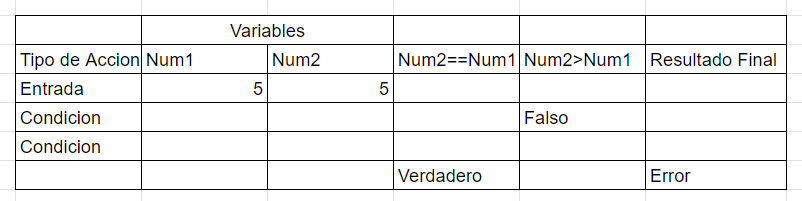 Variables
Tipo de Accion Num1 Num2 Num2==Num1 Num2>Num1 Resultado Final
Entrada 5 5
Condicion Falso
Condicion
Verdadero Error